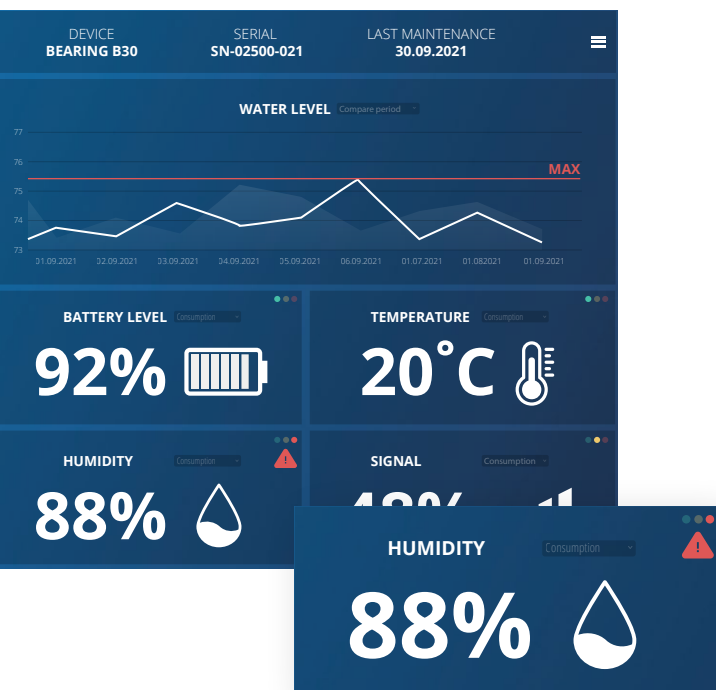 DEVICE SERIAL LAST MAINTENANCE
BEARING B30 SN-02500-021 30.09.2021
WATER LEVEL Compare period
77
76
MAX
75
74
73
01.09.2021 02.09.2021 03.09.2021 04.09.2021 05.09.2021 06.09.2021 01.07.2021 01.082021 01.09.2021
BATTERY LEVEL Consumption
92%
TEMPERATURE Consumption
20°C
HUMIDITY Consumption
!
88%
SIGNAL Consumption
48%
HUMIDITY Consumption
!
88%